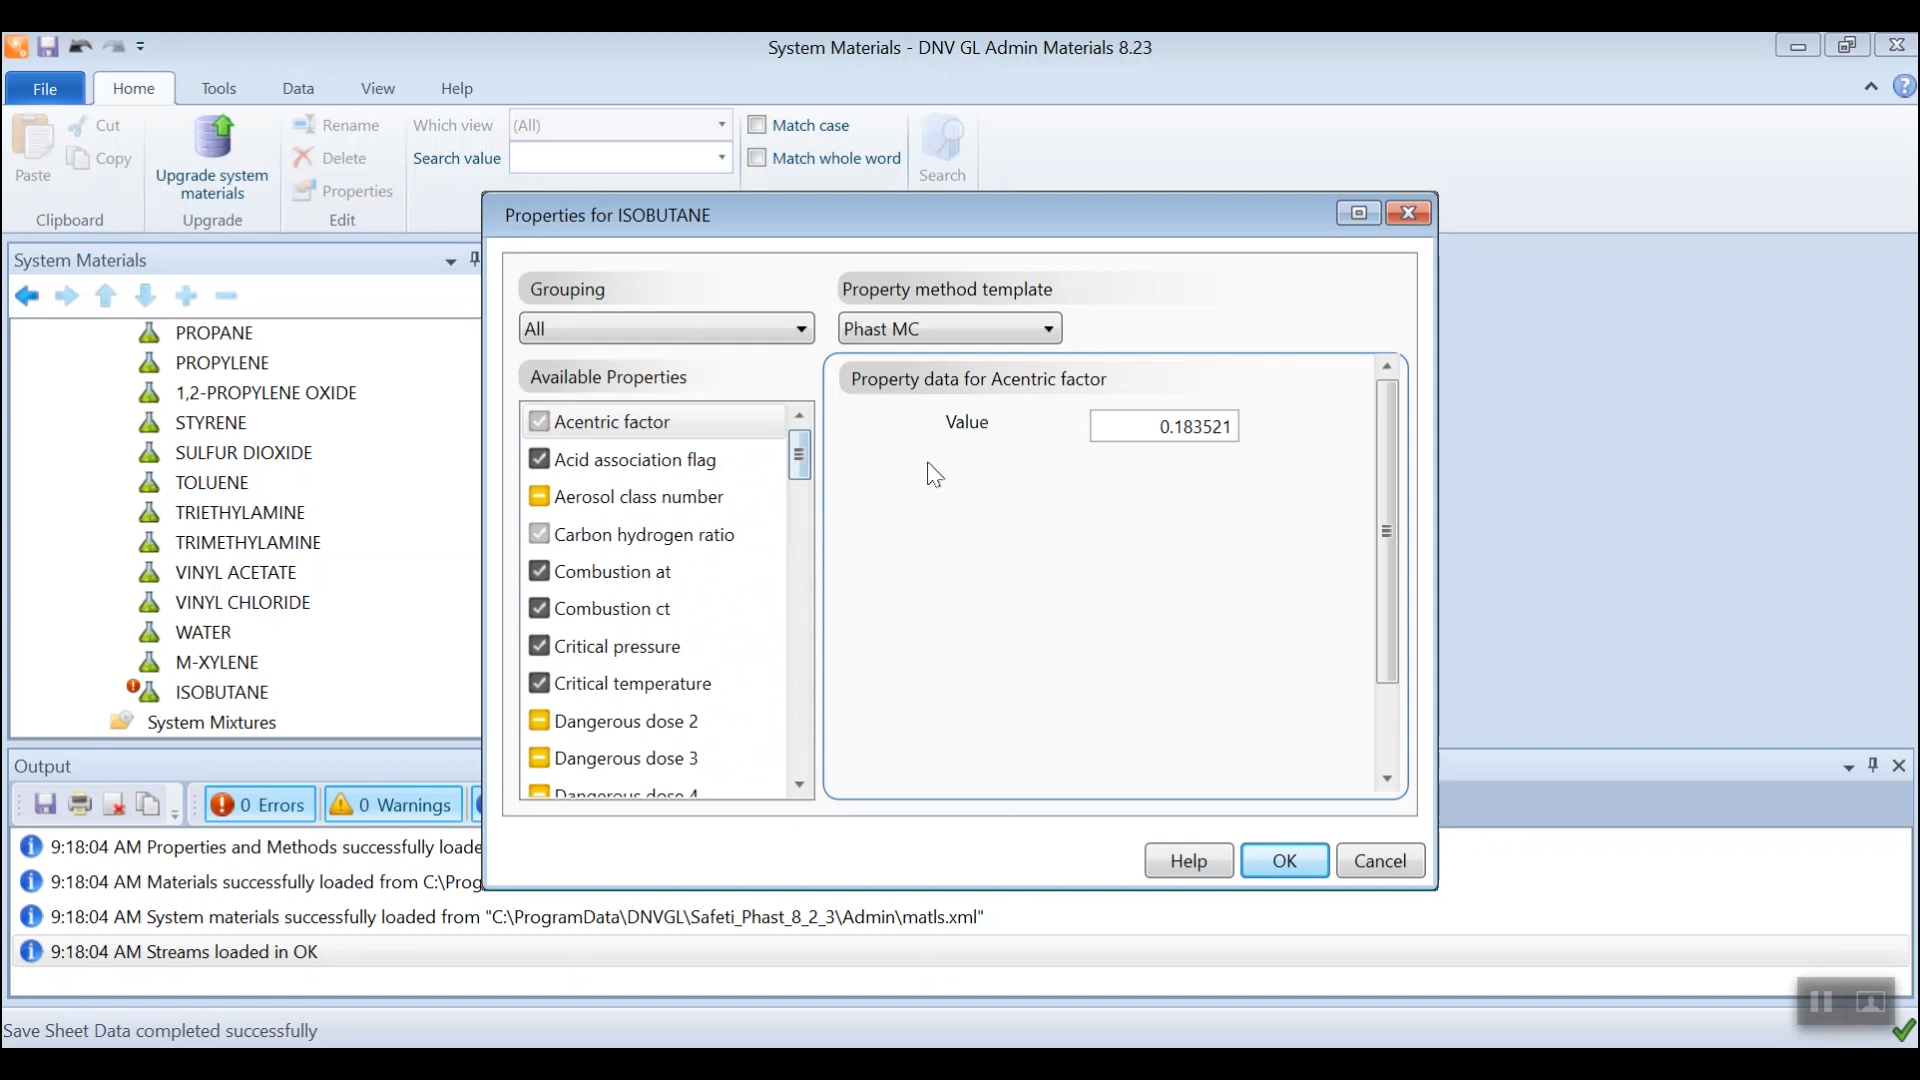 System Materials - DNV GL Admin Materials 8.23
File
Home
Tools
Data
View
Help
Paste
Cut
Copy
Clipboard
Upgrade system
materials
Upgrade
Rename
Delete
Properties
Edit
Which view
(All)
Search value
Match case
Match whole word
Search
System Materials
PROPANE
PROPYLENE
1,2-PROPYLENE OXIDE
STYRENE
SULFUR DIOXIDE
TOLUENE
TRIETHYLAMINE
TRIMETHYLAMINE
VINYL ACETATE
VINYL CHLORIDE
WATER
M-XYLENE
ISOBUTANE
System Mixtures
Properties for ISOBUTANE
Grouping
All
Property method template
Phast MC
Available Properties
Acentric factor
Acid association flag
Aerosol class number
Carbon hydrogen ratio
Combustion at
Combustion ct
Critical pressure
Critical temperature
Dangerous dose 2
Dangerous dose 3
Dangerous dose 4
Property data for Acentric factor
Value
0.183521
Help
OK
Cancel
Output
0 Errors
0 Warnings
9:18:04 AM Properties and Methods successfully loade
9:18:04 AM Materials successfully loaded from C:\Prog
9:18:04 AM System materials successfully loaded from "C:\ProgramData\DNVGL\Safeti_Phast_8_2_3\Admin\matls.xml"
9:18:04 AM Streams loaded in OK
Save Sheet Data completed successfully